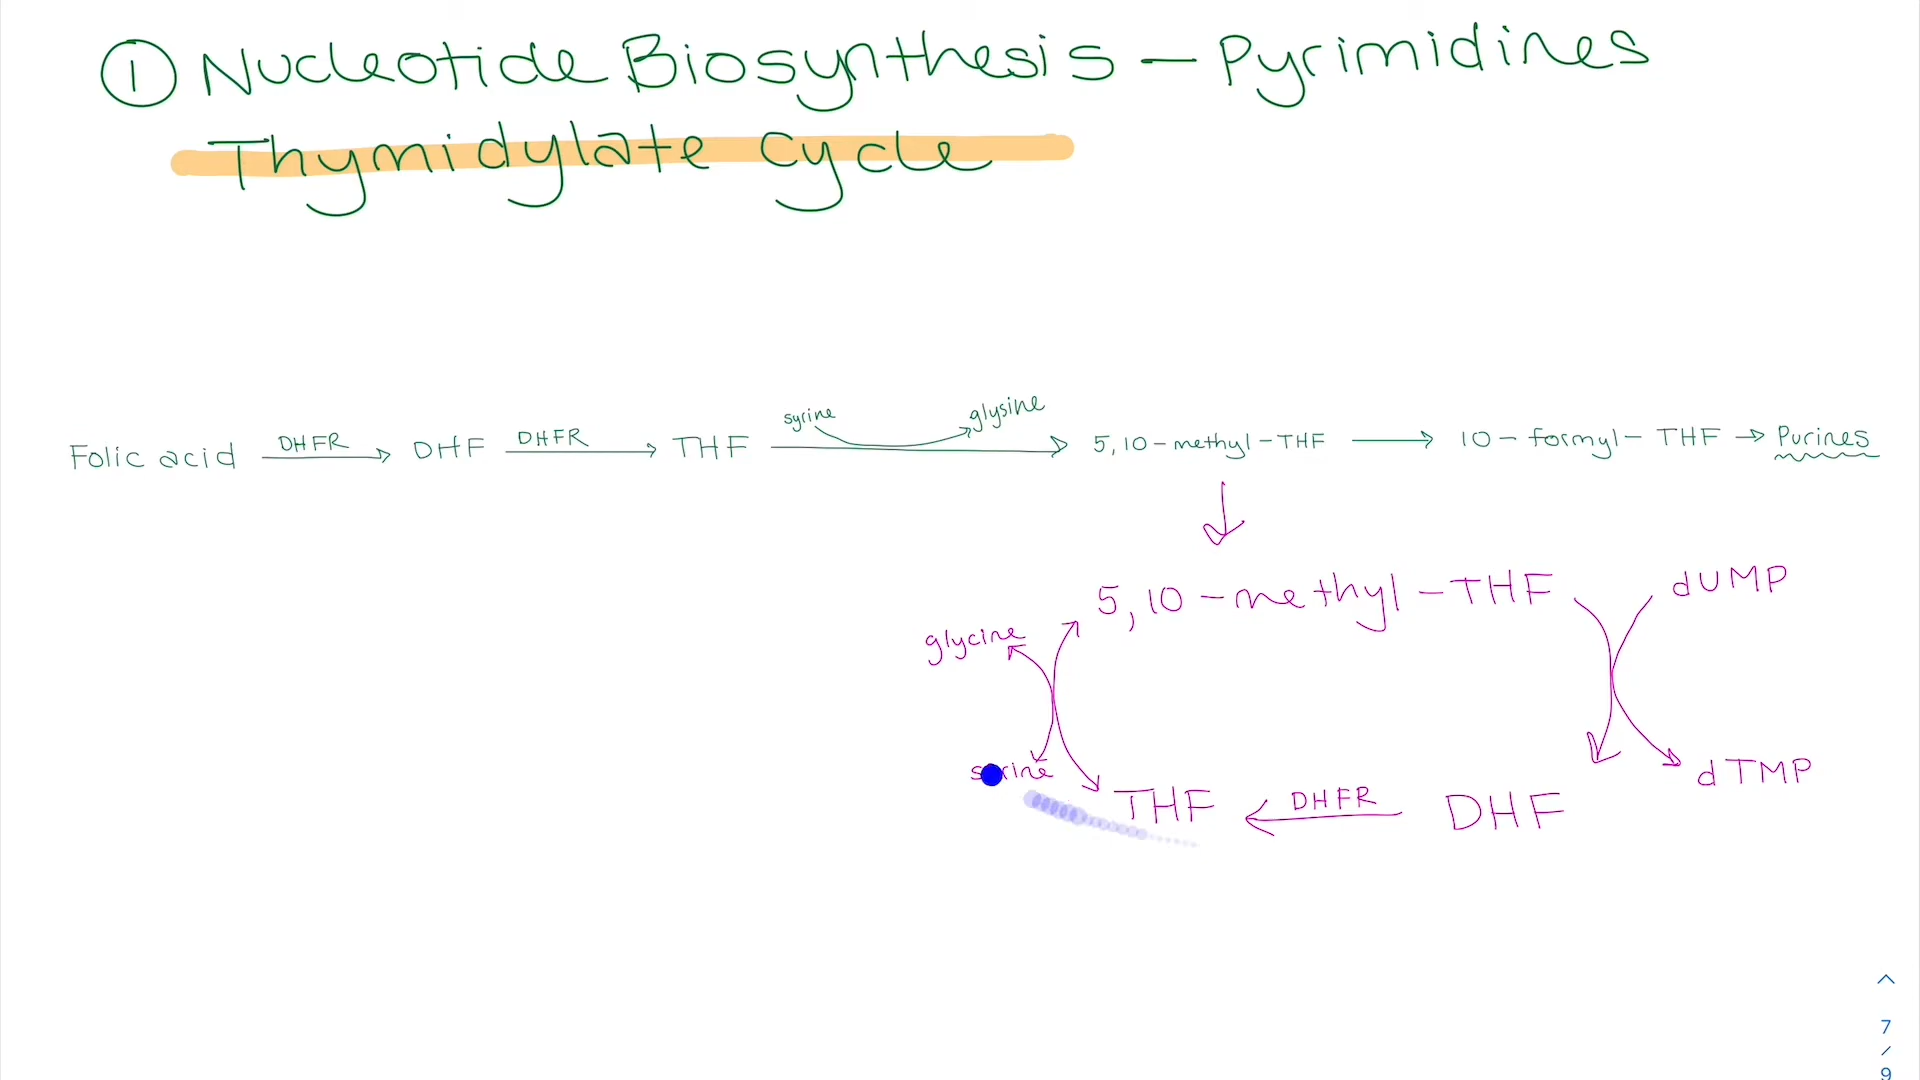 ① Nucleotide Biosynthesis - Pyrimidines
Thymidylate Cycle
syrine glysine
Folic acid DHFR DHF DHFR THF 5,10-methyl-THF 10-formyl-THF Purines
5,10-methyl-THF dUMP
glycine
dTMP
THF DHFR DHF
7
/
9